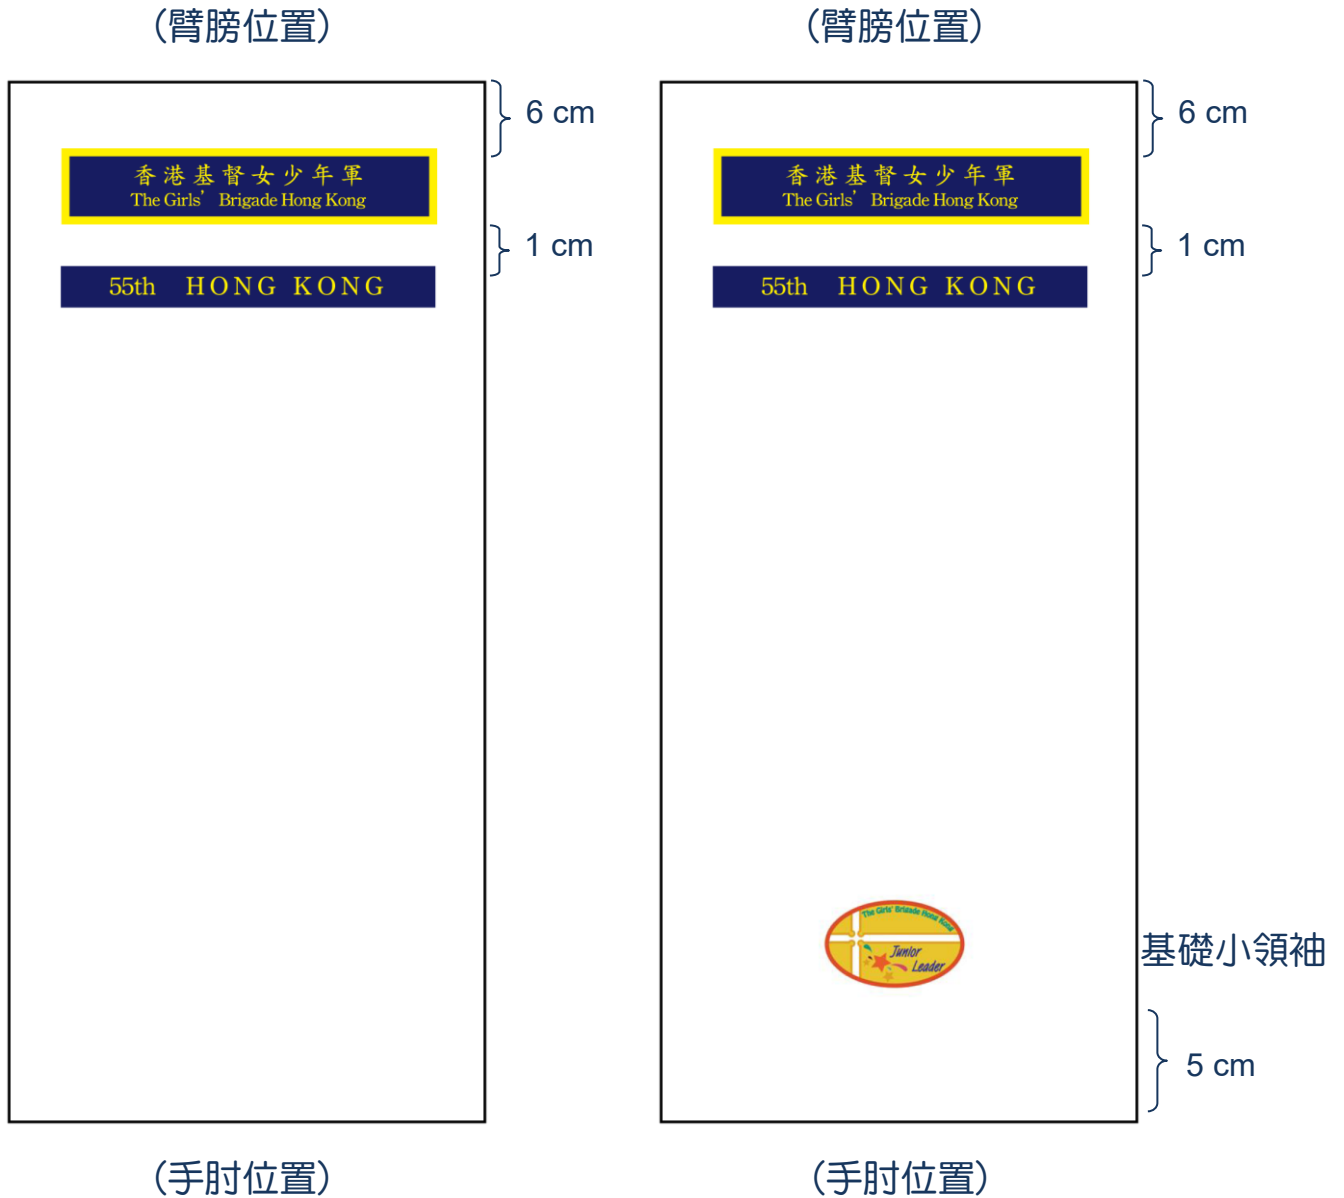 (臂膀位置)
(臂膀位置)
6 cm
6 cm
香港基督女少年軍
The Girls' Brigade Hong Kong
香港基督女少年軍
The Girls' Brigade Hong Kong
1 cm
1 cm
55th HONG KONG
55th HONG KONG
The Girls' Brigade Hong Kong
Junior
Leader
基礎小領袖
5 cm
(手肘位置)
(手肘位置)